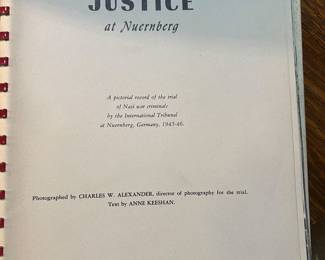 JUSTICE
at Nuernberg
A pictorial record of the trial
of Nazi war criminals
by the International Tribunal
at Nuernberg, Germany, 1945-46.
Photographed by CHARLES W. ALEXANDER, director of photography for the trial.
Text by ANNE KEESHAN.